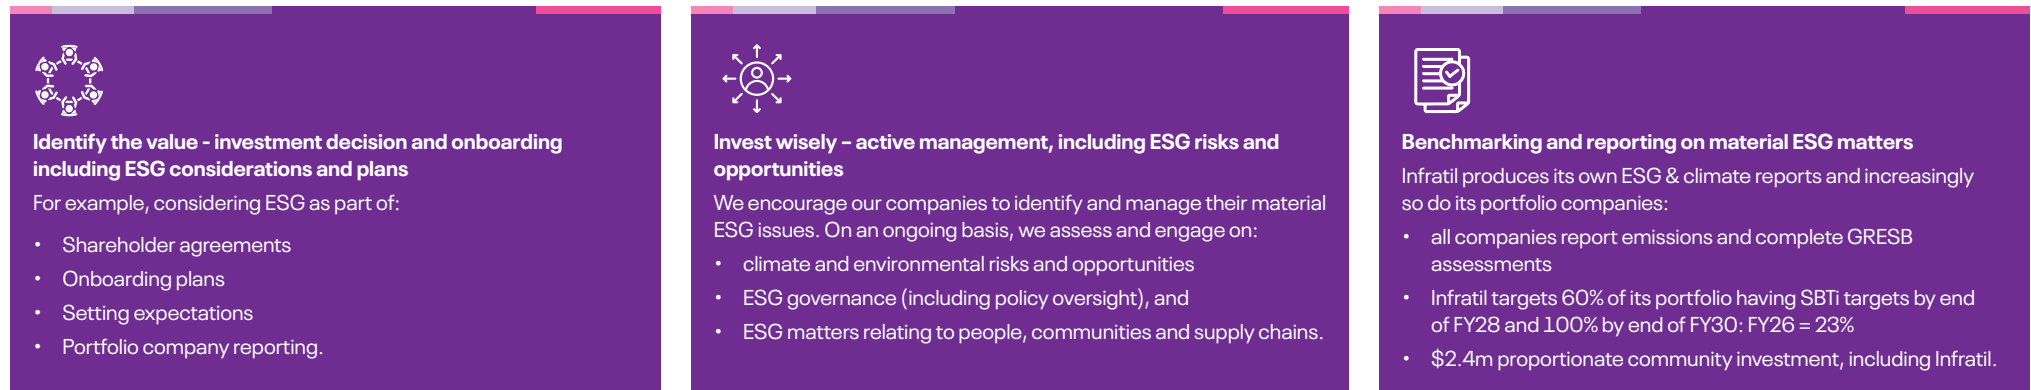 Identify the value - investment decision and onboarding
including ESG considerations and plans
For example, considering ESG as part of:
• Shareholder agreements
• Onboarding plans
• Setting expectations
• Portfolio company reporting.
Invest wisely – active management, including ESG risks and
opportunities
We encourage our companies to identify and manage their material
ESG issues. On an ongoing basis, we assess and engage on:
• climate and environmental risks and opportunities
• ESG governance (including policy oversight), and
• ESG matters relating to people, communities and supply chains.
Benchmarking and reporting on material ESG matters
Infratil produces its own ESG & climate reports and increasingly
so do its portfolio companies:
• all companies report emissions and complete GRESB
assessments
• Infratil targets 60% of its portfolio having SBTi targets by end
of FY28 and 100% by end of FY30: FY26 = 23%
• $2.4m proportionate community investment, including Infratil.